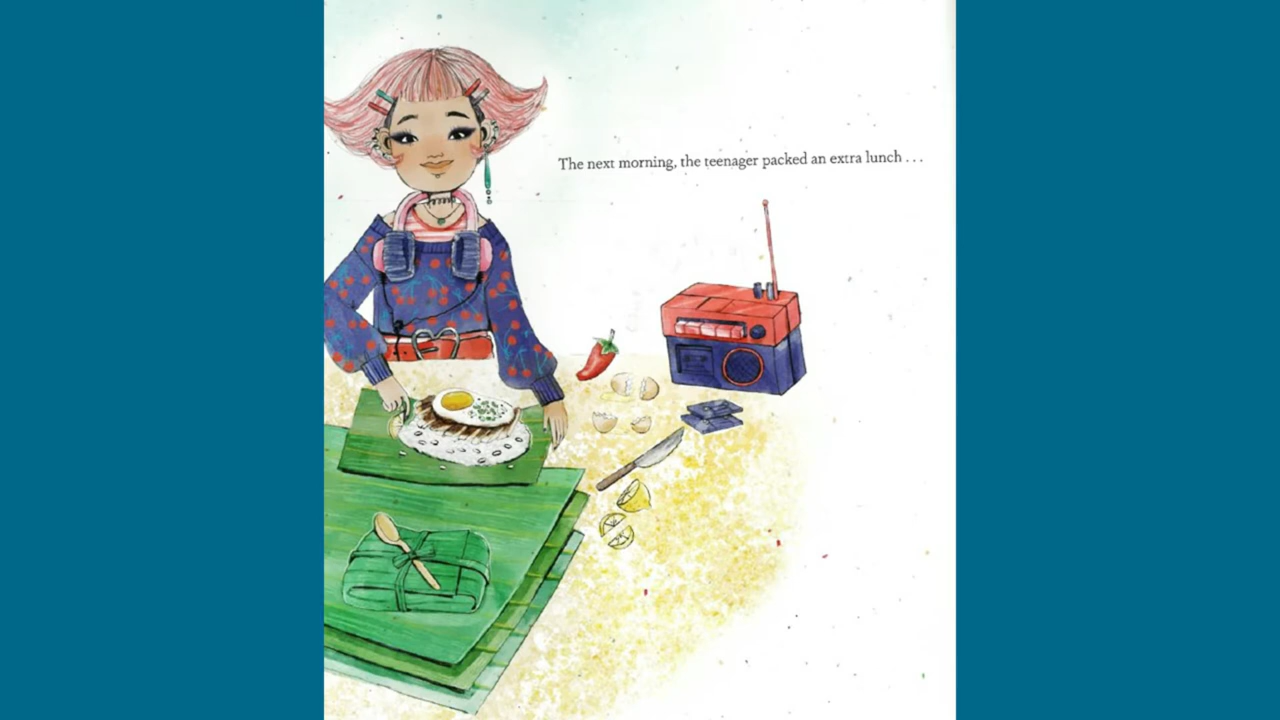 The next morning, the teenager packed an extra lunch . . .